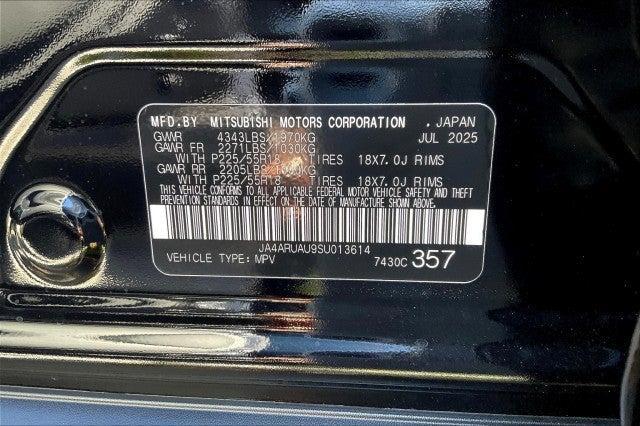 MFD.BY MITSUBISHI MOTORS CORPORATION . JAPAN
GVWR 4343LBS/1970KG JUL 2025
GAWR FR 2271LBS/1030KG
WITH P225/55R18 TIRES 18X7.0J RIMS
GAWR RR 2205LBS/1000KG
WITH P225/55R18 TIRES 18X7.0J RIMS
THIS VEHICLE CONFORMS TO ALL APPLICABLE FEDERAL MOTOR VEHICLE SAFETY AND THEFT
PREVENTION STANDARDS IN EFFECT ON THE DATE OF MANUFACTURE SHOWN ABOVE.
JA4ARUAU9SU013614
VEHICLE TYPE: MPV 7430C 357